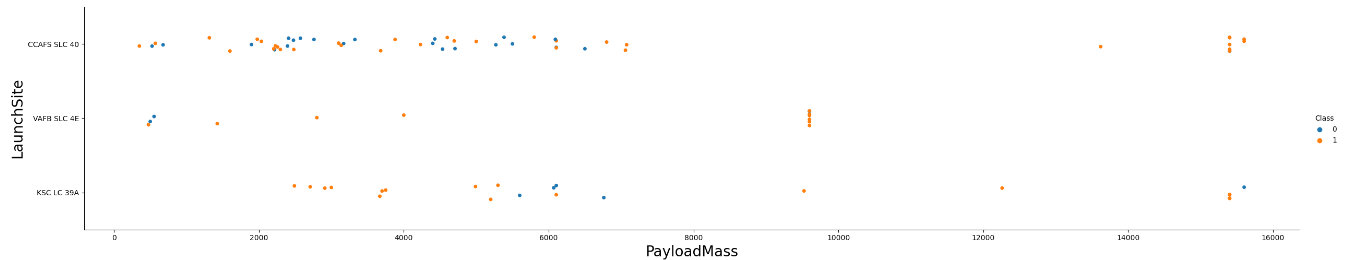 CCAFS SLC 40
VAFB SLC 4E
KSC LC 39A
LaunchSite
0
2000
4000
6000
8000
10000
12000
14000
16000
PayloadMass
Class
0
1